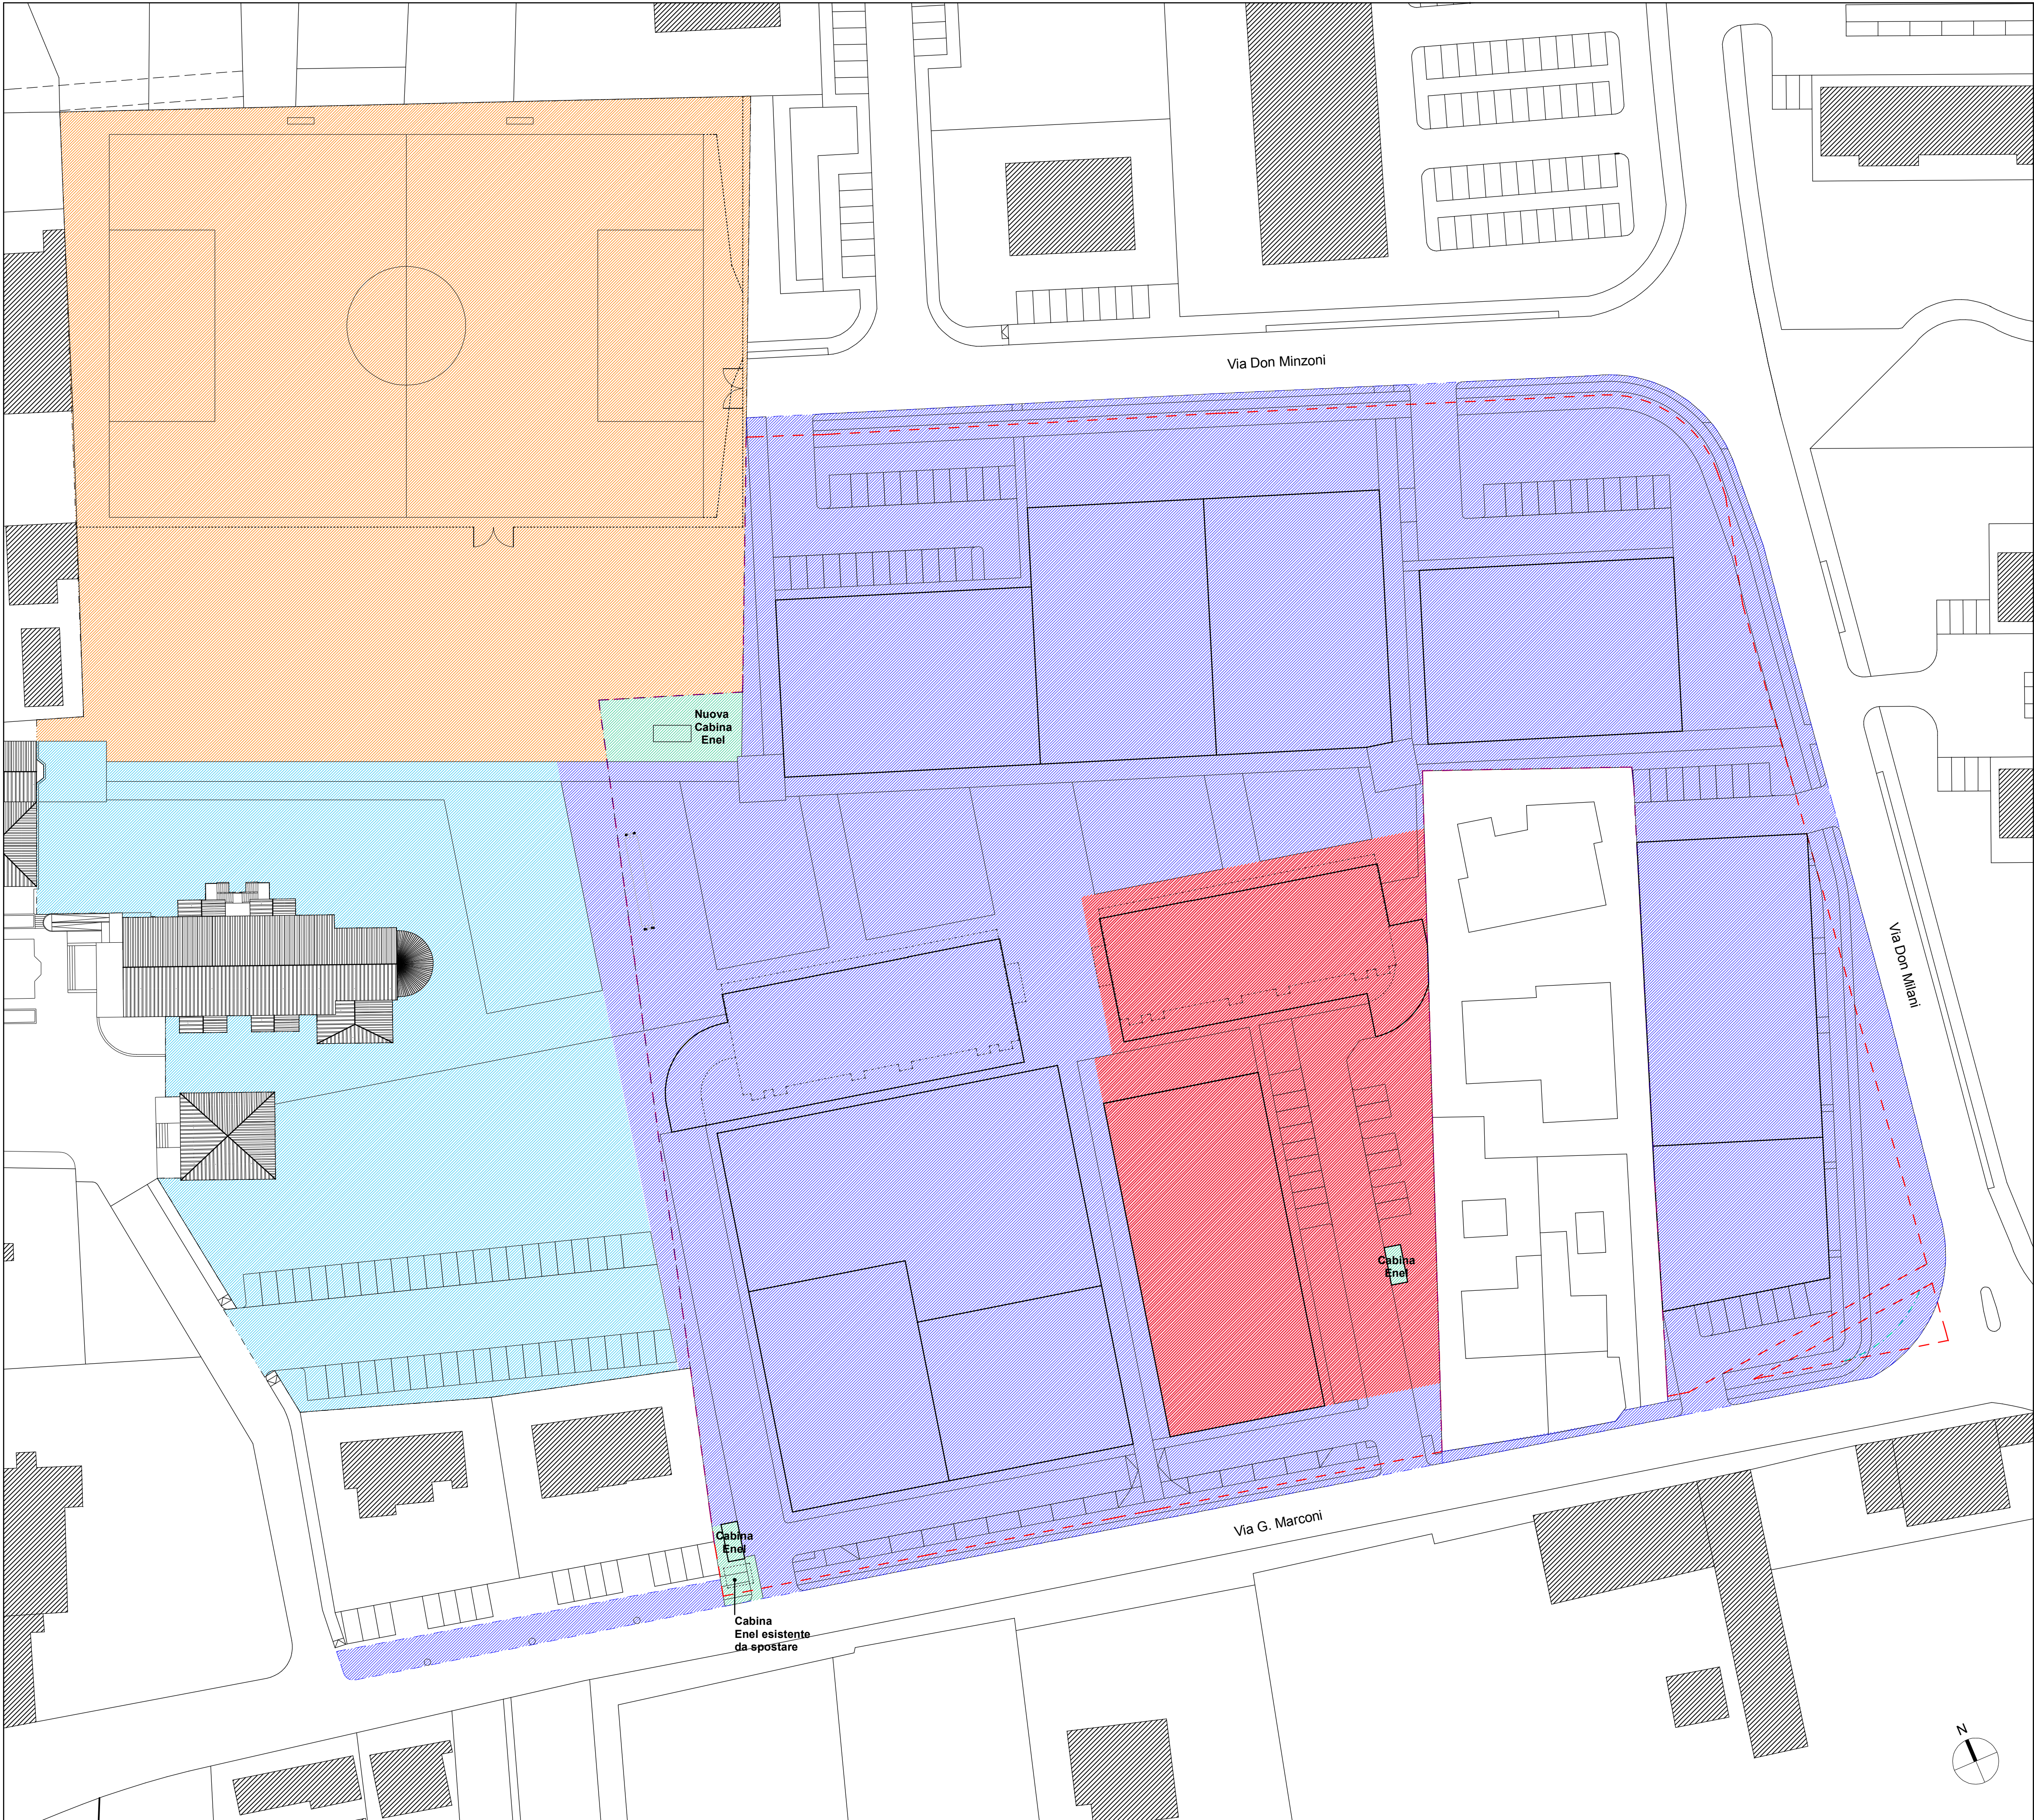 Via Don Minzoni
Nuova
Cabina
Enel
Via Don Milani
Cabina
Enel
Via G. Marconi
Cabina
Enel
Cabina
Enel esistente
da spostare
N